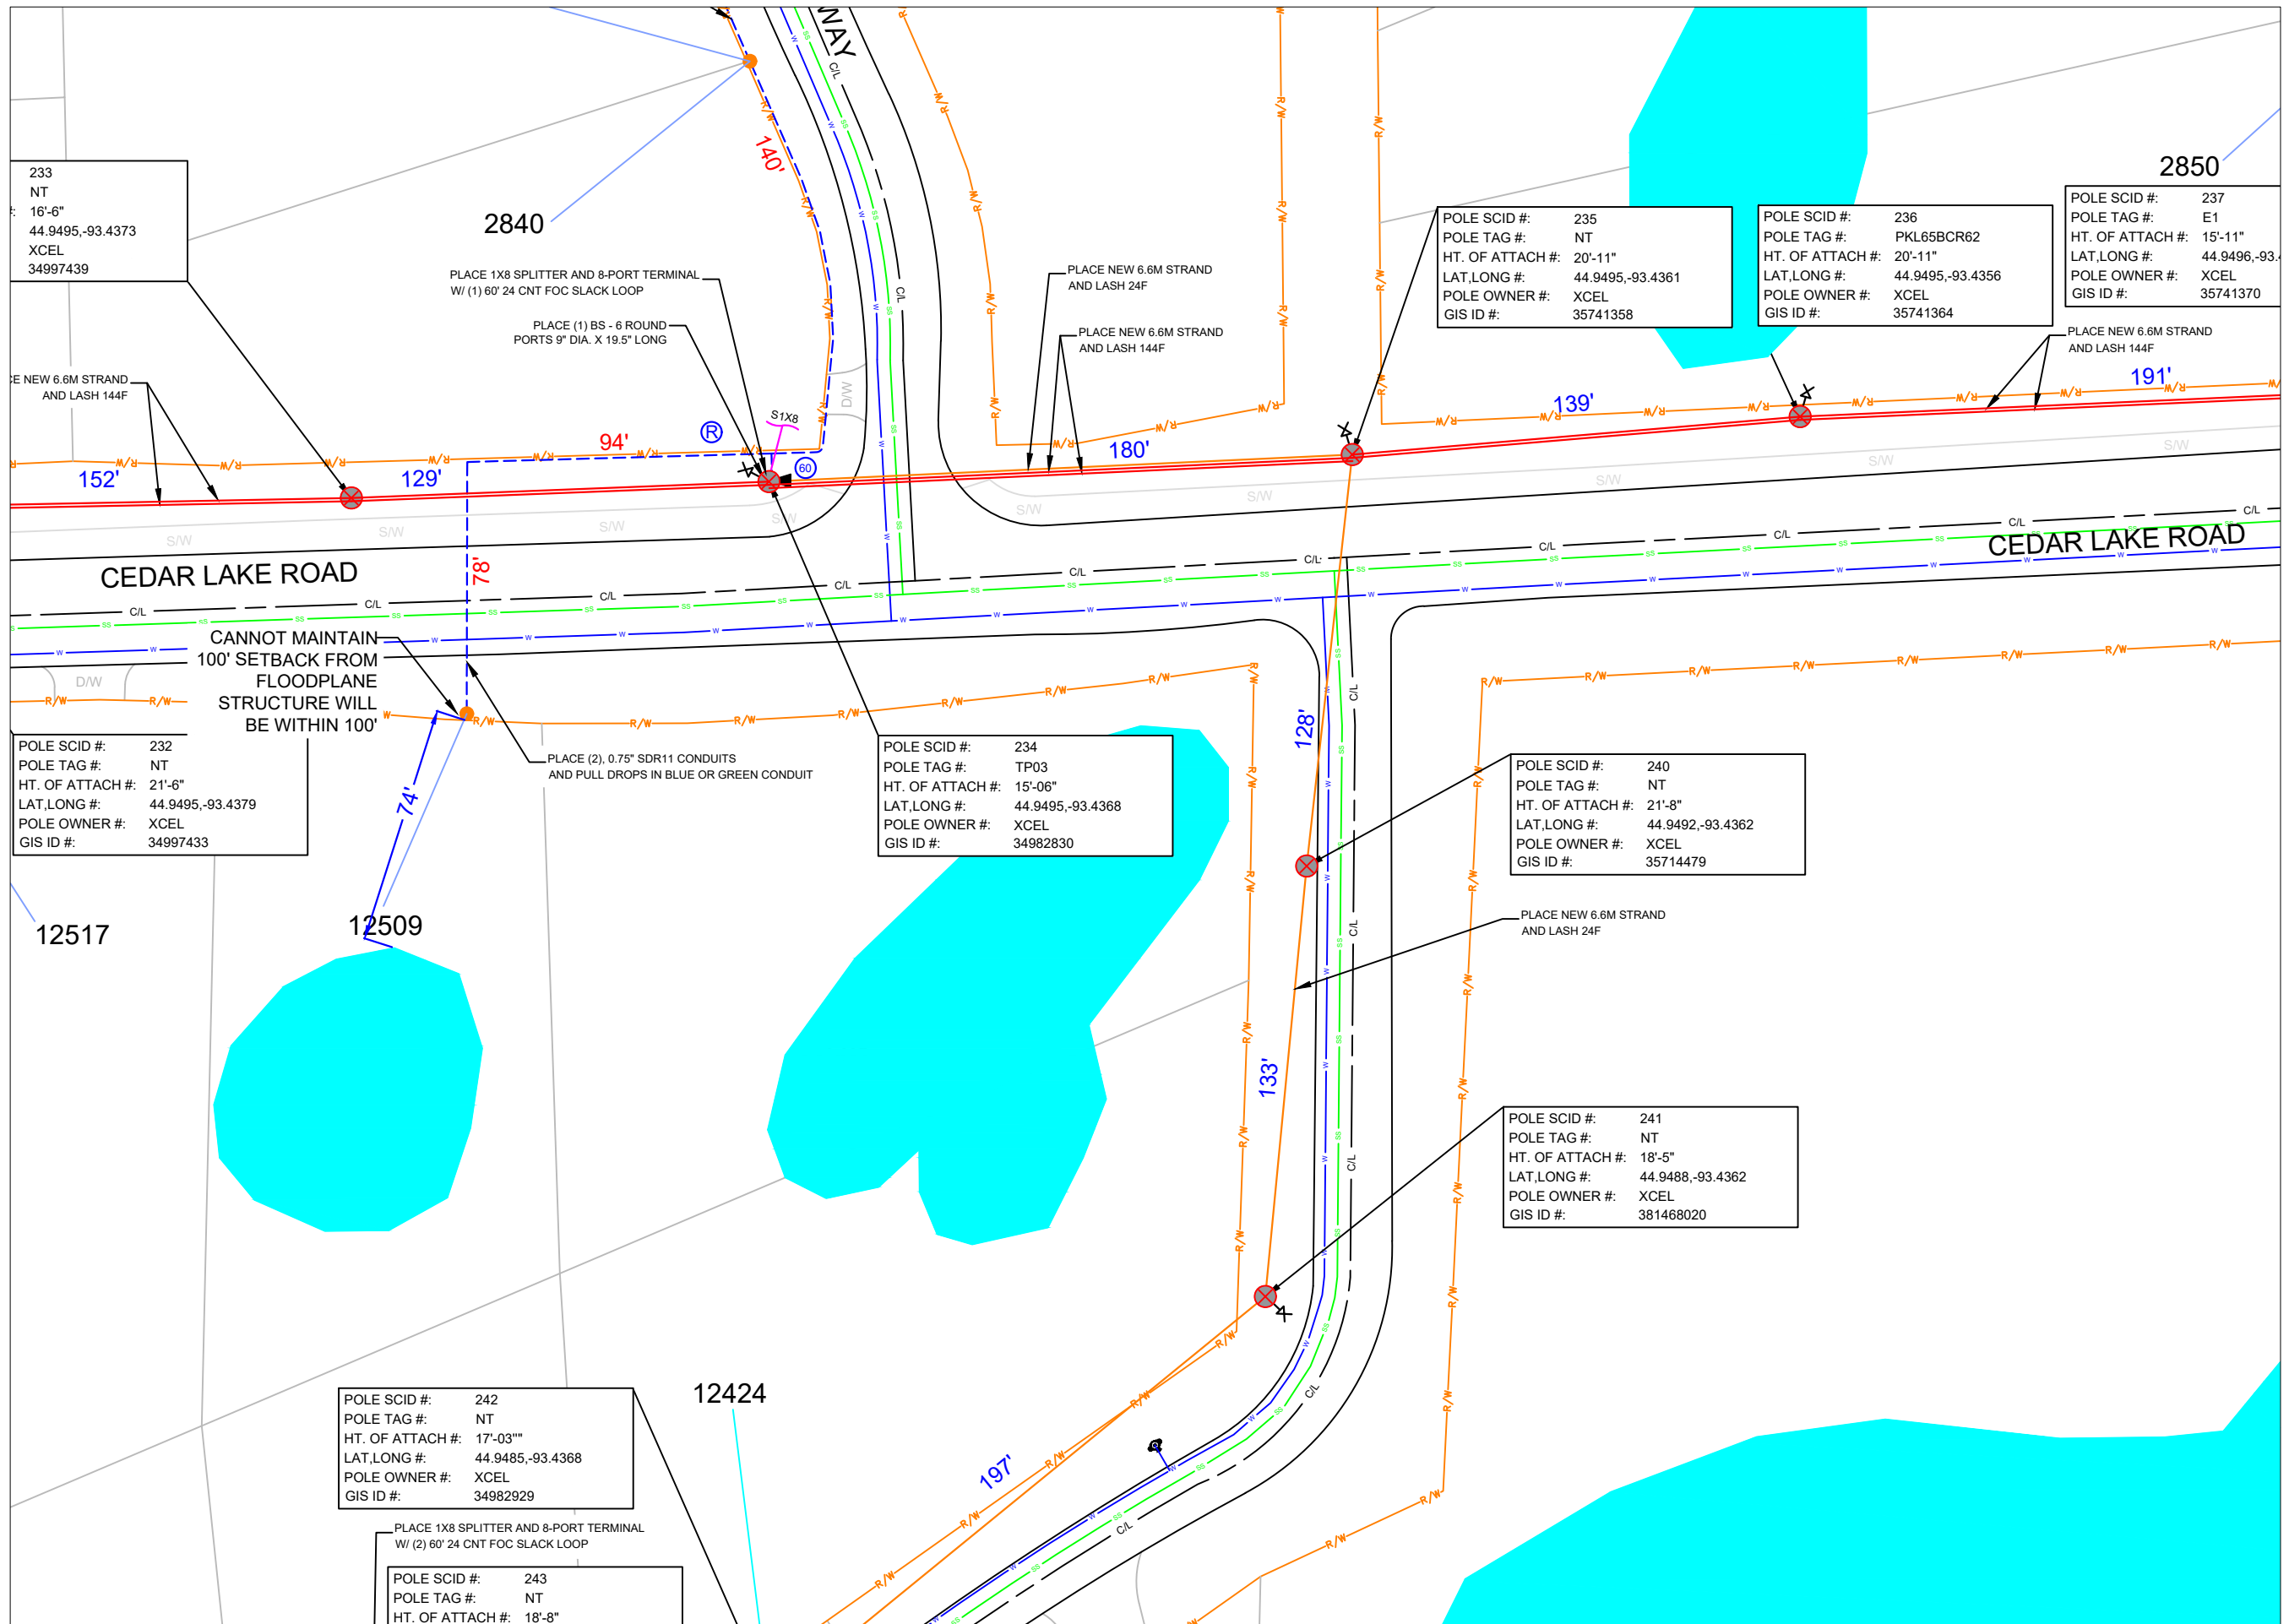 WAY
C/L
140'
2840
2850
233
NT
16'-6"
44.9495,-93.4373
XCEL
34997439
PLACE 1X8 SPLITTER AND 8-PORT TERMINAL
W/ (1) 60' 24 CNT FOC SLACK LOOP
PLACE (1) BS - 6 ROUND
PORTS 9" DIA. X 19.5" LONG
PLACE NEW 6.6M STRAND
AND LASH 24F
PLACE NEW 6.6M STRAND
AND LASH 144F
POLE SCID #: 235
POLE TAG #: NT
HT. OF ATTACH #: 20'-11"
LAT,LONG #: 44.9495,-93.4361
POLE OWNER #: XCEL
GIS ID #: 35741358
POLE SCID #: 236
POLE TAG #: PKL65BCR62
HT. OF ATTACH #: 20'-11"
LAT,LONG #: 44.9495,-93.4356
POLE OWNER #: XCEL
GIS ID #: 35741364
POLE SCID #: 237
POLE TAG #: E1
HT. OF ATTACH #: 15'-11"
LAT,LONG #: 44.9496,-93.
POLE OWNER #: XCEL
GIS ID #: 35741370
PLACE NEW 6.6M STRAND
AND LASH 144F
NEW 6.6M STRAND
AND LASH 144F
S1X8
D/W
R
60
152'
129'
94'
180'
139'
191'
78'
R/W
S/W
CEDAR LAKE ROAD
CEDAR LAKE ROAD
CANNOT MAINTAIN
100' SETBACK FROM
FLOODPLANE
STRUCTURE WILL
BE WITHIN 100'
D/W
POLE SCID #: 232
POLE TAG #: NT
HT. OF ATTACH #: 21'-6"
LAT,LONG #: 44.9495,-93.4379
POLE OWNER #: XCEL
GIS ID #: 34997433
PLACE (2), 0.75" SDR11 CONDUITS
AND PULL DROPS IN BLUE OR GREEN CONDUIT
74'
POLE SCID #: 234
POLE TAG #: TP03
HT. OF ATTACH #: 15'-06"
LAT,LONG #: 44.9495,-93.4368
POLE OWNER #: XCEL
GIS ID #: 34982830
128'
POLE SCID #: 240
POLE TAG #: NT
HT. OF ATTACH #: 21'-8"
LAT,LONG #: 44.9492,-93.4362
POLE OWNER #: XCEL
GIS ID #: 35714479
12517
12509
PLACE NEW 6.6M STRAND
AND LASH 24F
133'
POLE SCID #: 241
POLE TAG #: NT
HT. OF ATTACH #: 18'-5"
LAT,LONG #: 44.9488,-93.4362
POLE OWNER #: XCEL
GIS ID #: 381468020
12424
197'
POLE SCID #: 242
POLE TAG #: NT
HT. OF ATTACH #: 17'-03""
LAT,LONG #: 44.9485,-93.4368
POLE OWNER #: XCEL
GIS ID #: 34982929
PLACE 1X8 SPLITTER AND 8-PORT TERMINAL
W/ (2) 60' 24 CNT FOC SLACK LOOP
POLE SCID #: 243
POLE TAG #: NT
HT. OF ATTACH #: 18'-8"